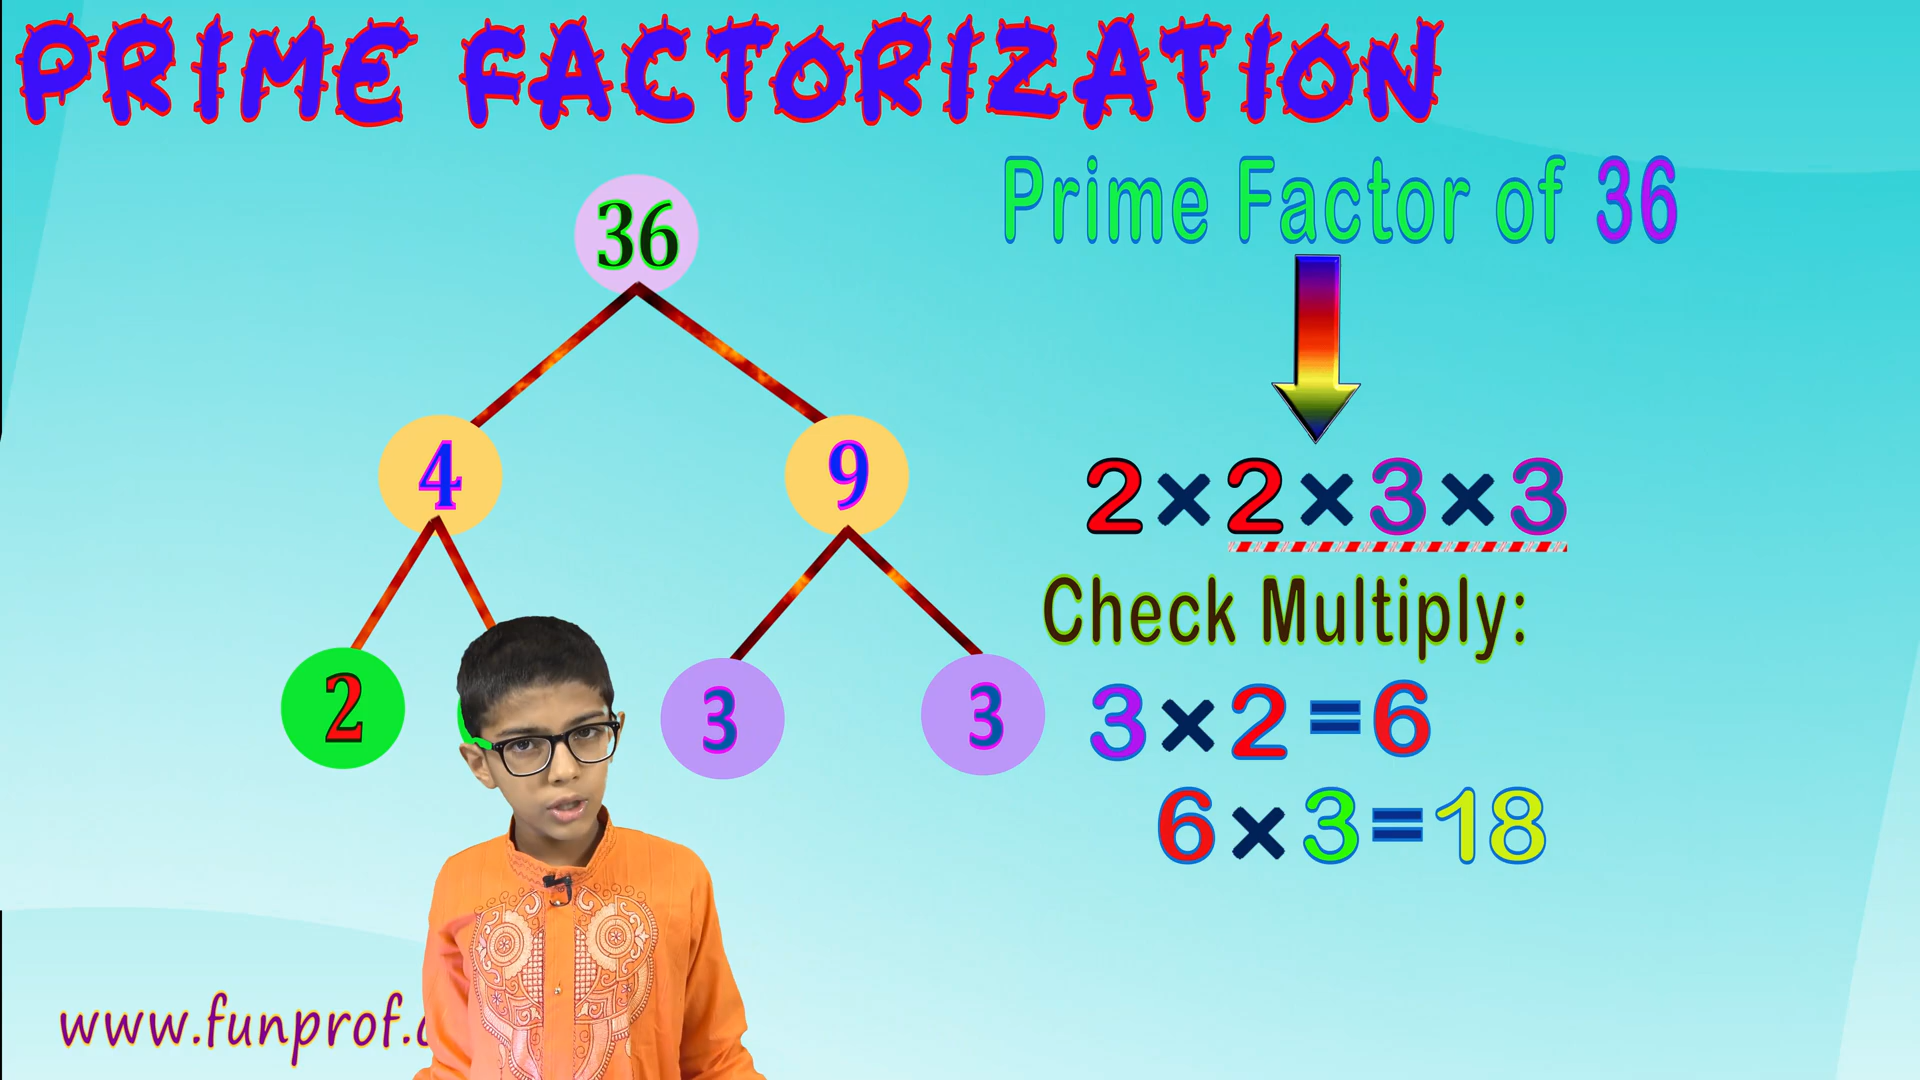 PRIME FACTORIZATION
Prime Factor of 36
36
4 9
2 3 3
2×2×3×3
Check Multiply:
3×2=6
6×3=18
www.funprof.